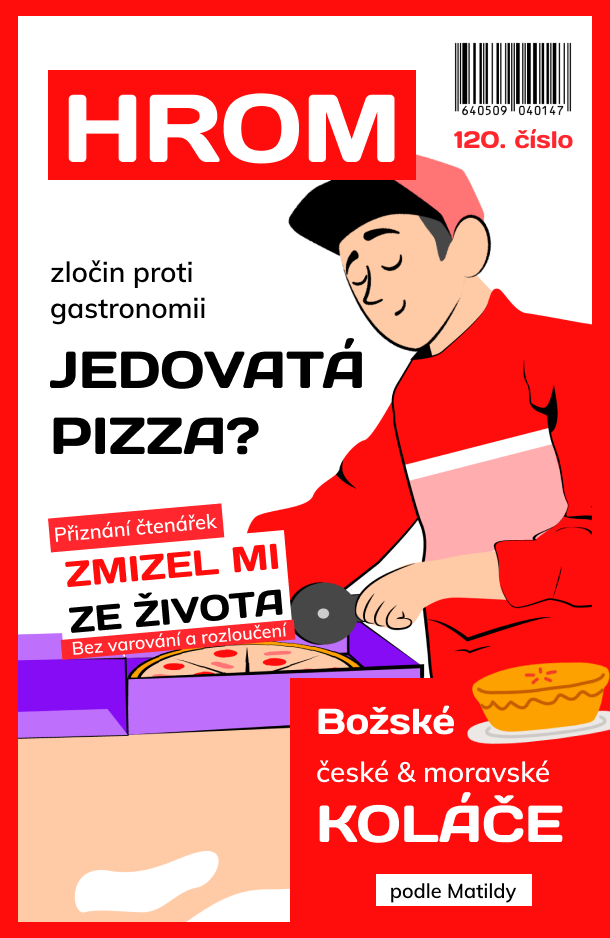 HROM
640509 040147
120. číslo
zločin proti
gastronomii
JEDOVATÁ
PIZZA?
Přiznání čtenářek
ZMIZEL MI
ZE ŽIVOTA
Bez varování a rozloučení
Božské
české & moravské
KOLÁČE
podle Matildy